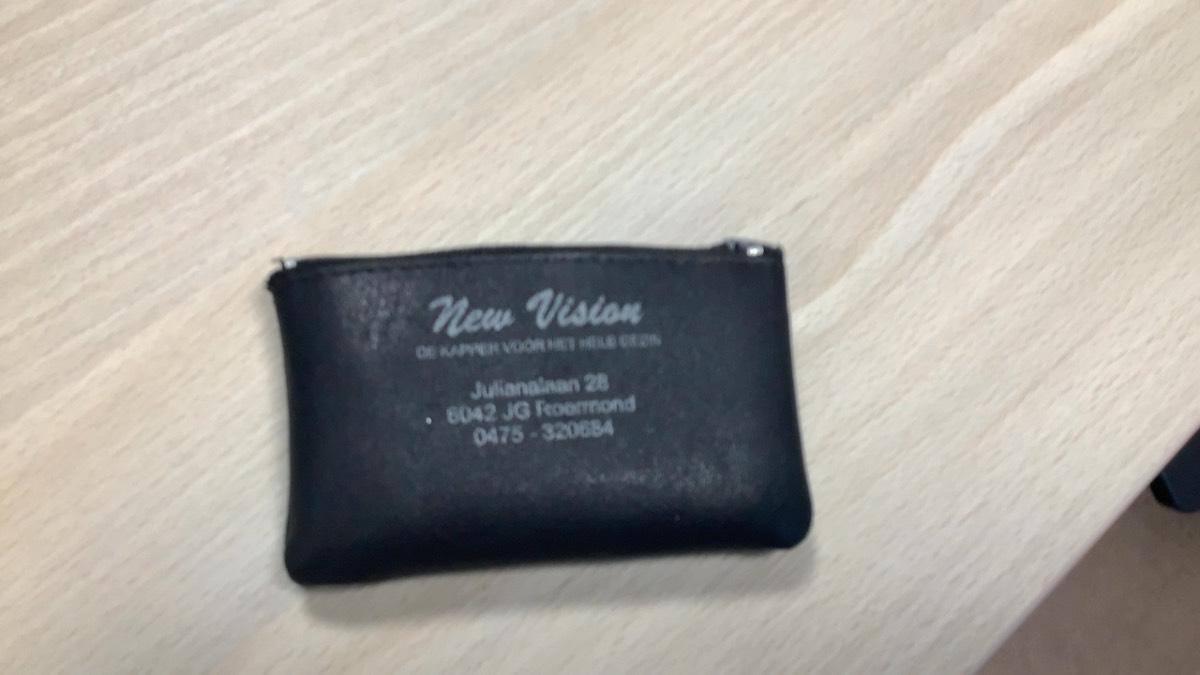 New Vision
DE KAPPER VOOR HET HELE GEZIN
Julianalaan 28
6042 JG Roermond
0475 - 320684